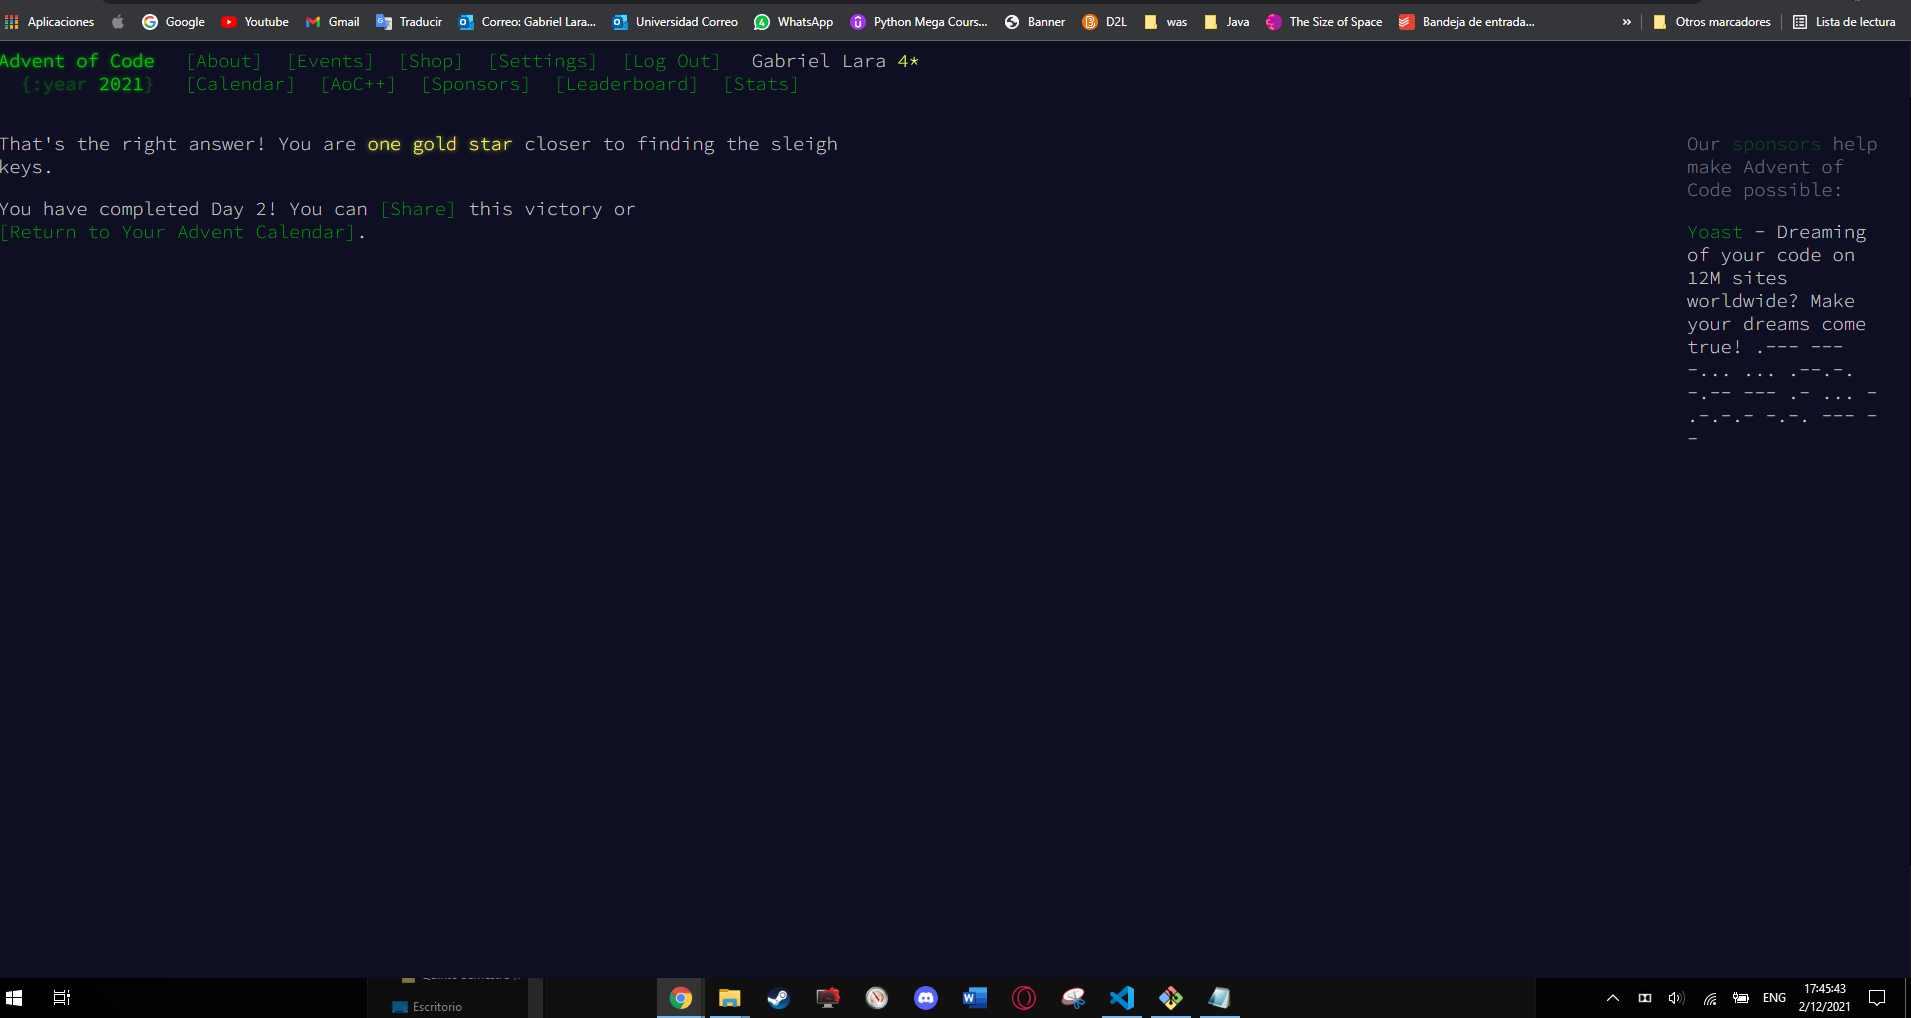 Aplicaciones Google Youtube Gmail Traducir Correo: Gabriel Lara... Universidad Correo WhatsApp Python Mega Cours... Banner D2L was Java The Size of Space Bandeja de entrada... » Otros marcadores Lista de lectura
Advent of Code [About] [Events] [Shop] [Settings] [Log Out] Gabriel Lara 4*
{:year 2021} [Calendar] [AoC++] [Sponsors] [Leaderboard] [Stats]
That's the right answer! You are one gold star closer to finding the sleigh
keys.
You have completed Day 2! You can [Share] this victory or
[Return to Your Advent Calendar].
Our sponsors help
make Advent of
Code possible:
Yoast - Dreaming
of your code on
12M sites
worldwide? Make
your dreams come
true! .--- ---
-... ... .--.-.
-.-- --- .- ... -
.-.-.- -.-. --- -
-
Escritorio
ENG
17:45:43
2/12/2021